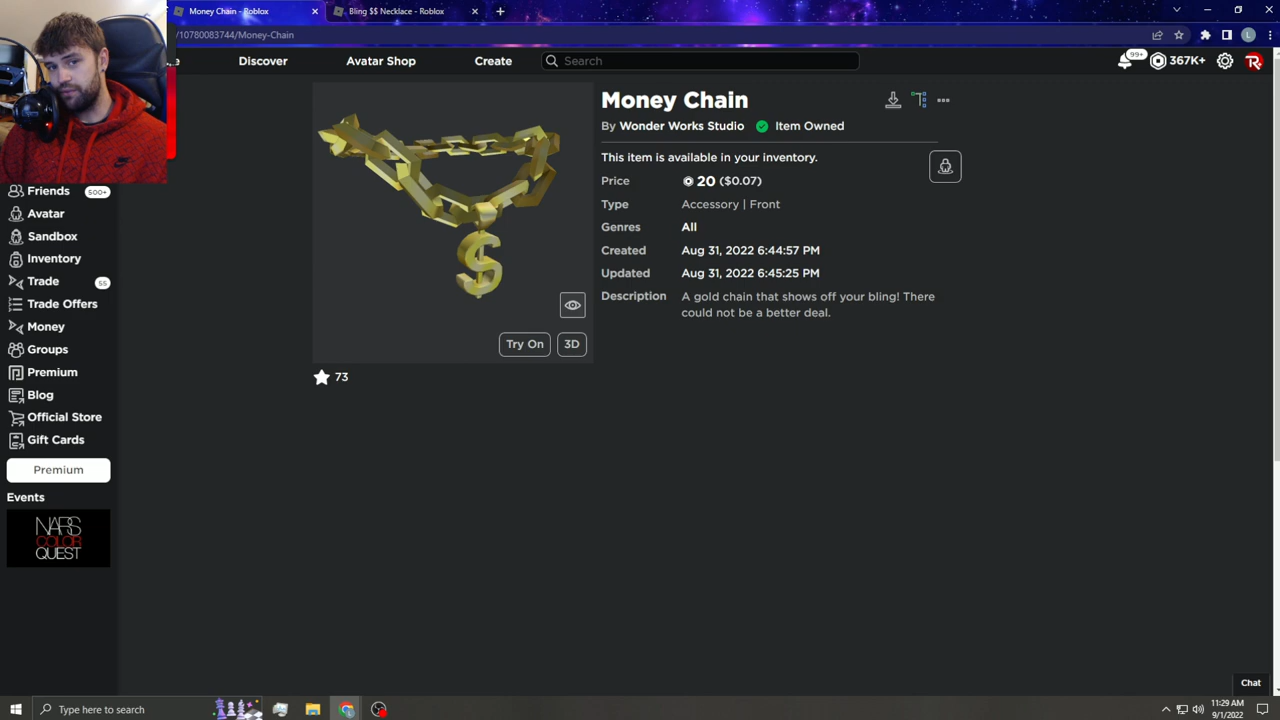 Money Chain - Roblox
Bling $$ Necklace - Roblox
/10780083744/Money-Chain
L
Discover
Avatar Shop
Create
Search
99+
367K+
Money Chain
By Wonder Works Studio
Item Owned
This item is available in your inventory.
Price
20 ($0.07)
Type
Accessory | Front
Genres
All
Created
Aug 31, 2022 6:44:57 PM
Updated
Aug 31, 2022 6:45:25 PM
Description
A gold chain that shows off your bling! There
could not be a better deal.
$
Try On
3D
73
Friends
500+
Avatar
Sandbox
Inventory
Trade
55
Trade Offers
Money
Groups
Premium
Blog
Official Store
Gift Cards
Premium
Events
NARS
COLOR
QUEST
Chat
Type here to search
11:29 AM
9/1/2022